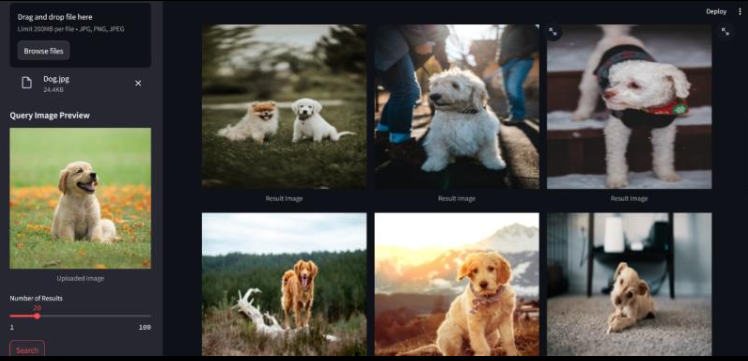 Drag and drop file here
Limit 200MB per file • JPG, PNG, JPEG
Browse files
Dog.jpg
24.4KB
Query Image Preview
Uploaded Image
Number of Results
20
1 100
Search
Deploy
Result Image
Result Image
Result Image